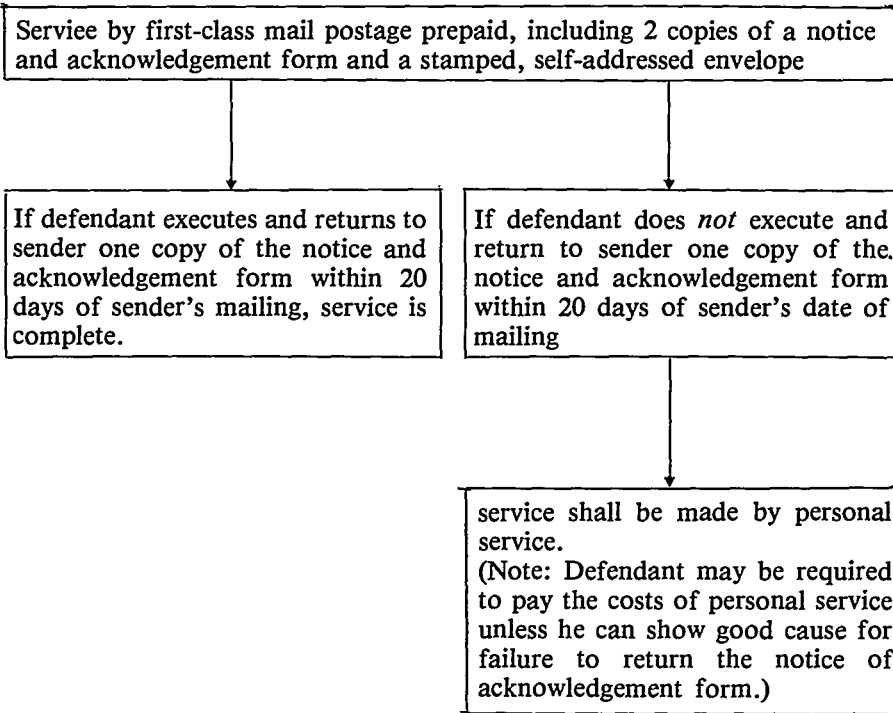 Serviee by first-class mail postage prepaid, including 2 copies of a notice
and acknowledgement form and a stamped, self-addressed envelope
If defendant executes and returns to
sender one copy of the notice and
acknowledgement form within 20
days of sender's mailing, service is
complete.
If defendant does not execute and
return to sender one copy of the.
notice and acknowledgement form
within 20 days of sender's date of
mailing
service shall be made by personal
service.
(Note: Defendant may be required
to pay the costs of personal service
unless he can show good cause for
failure to return the notice of
acknowledgement form.)